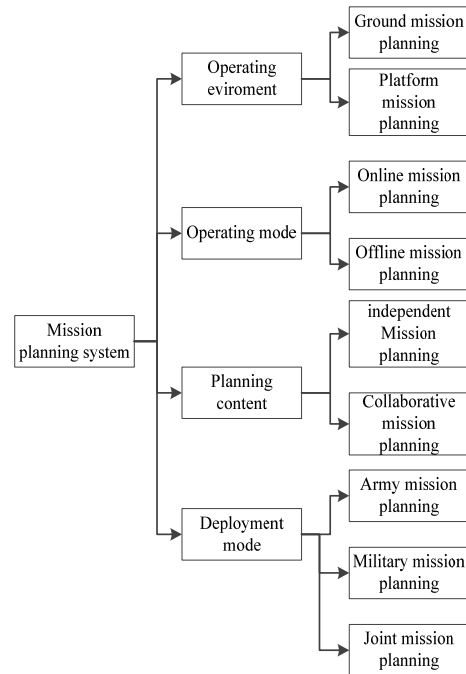 Mission
planning system
Operating
eviroment
Ground mission
planning
Platform
mission
planning
Operating mode
Online mission
planning
Offline mission
planning
Planning
content
independent
Mission
planning
Collaborative
mission
planning
Deployment
mode
Army mission
planning
Military mission
planning
Joint mission
planning